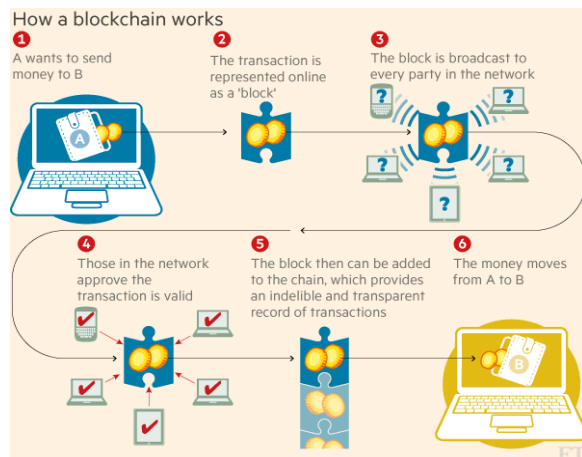 How a blockchain works
1
A wants to send
money to B
A
2
The transaction is
represented online
as a 'block'
3
The block is broadcast to
every party in the network
?
?
?
?
?
4
Those in the network
approve the
transaction is valid
5
The block then can be added
to the chain, which provides
an indelible and transparent
record of transactions
6
The money moves
from A to B
B
FT